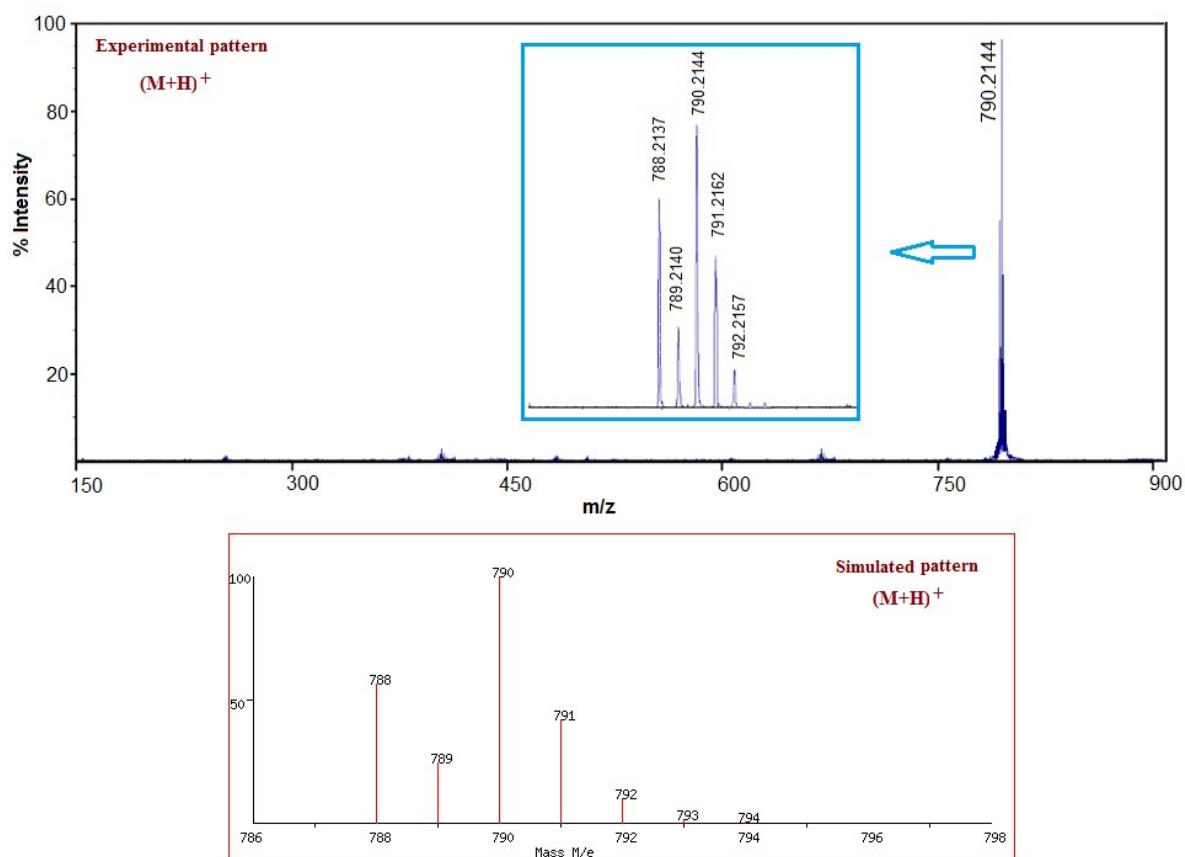 100
80
60
40
20
% Intensity
Experimental pattern
(M+H)+
788.2137
789.2140
790.2144
791.2162
792.2157
790.2144
150 300 450 600 750 900
m/z
Simulated pattern
(M+H)+
100
50
788
789
790
791
792
793
794
786 788 790 792 794 796 798
Mass M/e